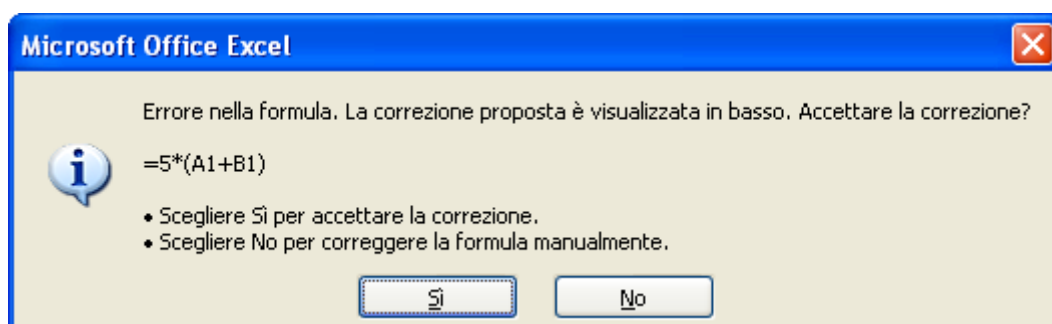 Microsoft Office Excel
Errore nella formula. La correzione proposta è visualizzata in basso. Accettare la correzione?
=5*(A1+B1)
• Scegliere Sì per accettare la correzione.
• Scegliere No per correggere la formula manualmente.
Sì
No